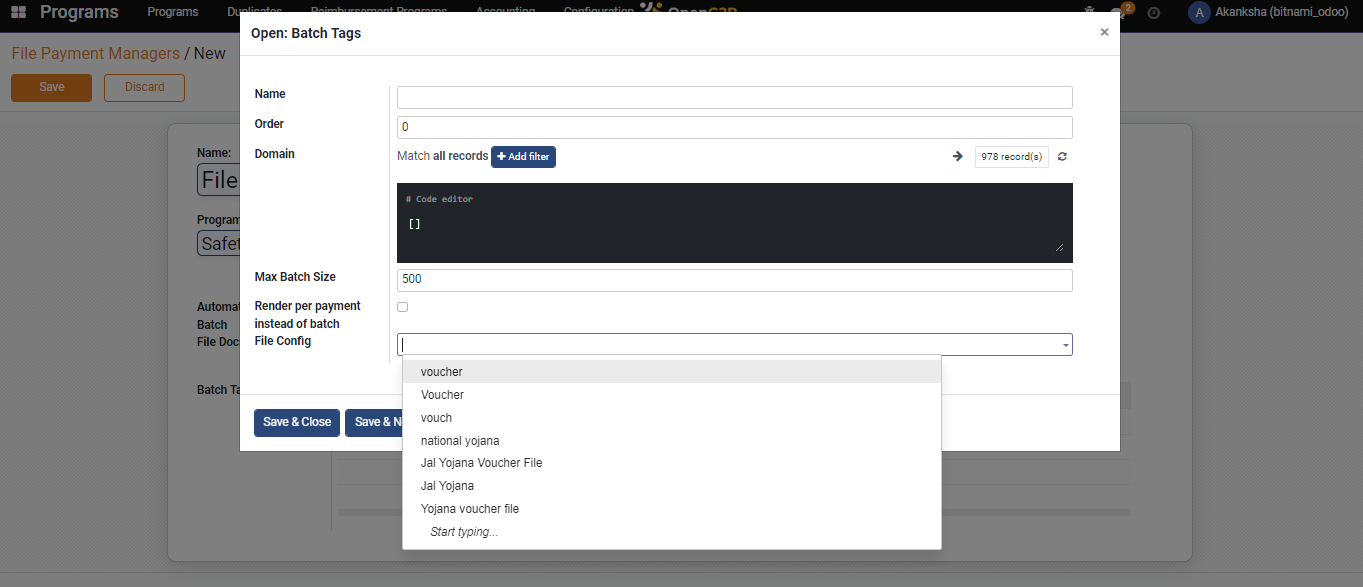 Programs Programs Duplicates Reimbursement Programs Accounting Configuration OpenG2P 2 A Akanksha (bitnami_odoo)
File Payment Managers / New
Save Discard
Open: Batch Tags ×
Name
Order 0
Domain Match all records Add filter 978 record(s)
# Code editor
[]
Max Batch Size 500
Render per payment
instead of batch
File Config
voucher
Voucher
vouch
national yojana
Jal Yojana Voucher File
Jal Yojana
Yojana voucher file
Start typing...
Save & Close Save & N
Name:
File
Program
Safet
Automat
Batch
File Doc
Batch Ta